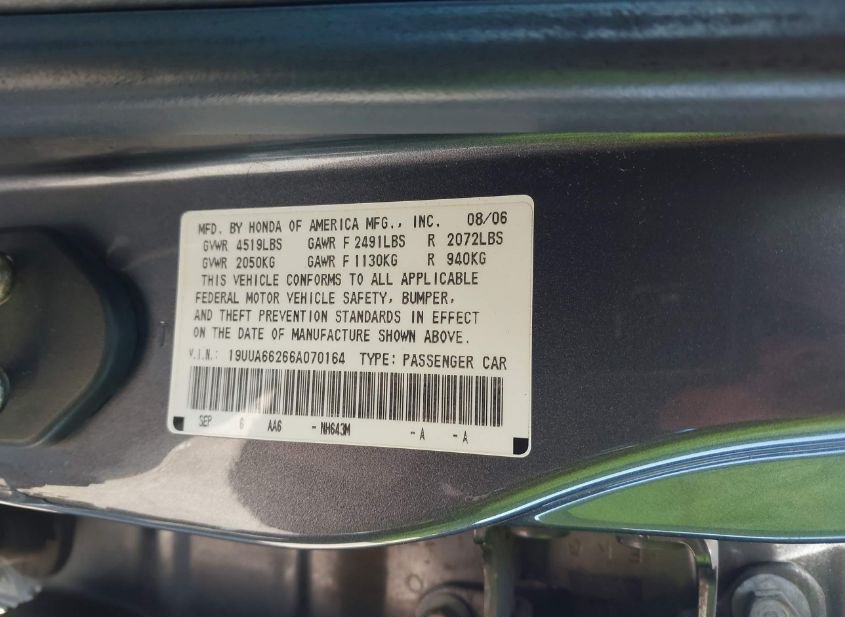 MFD. BY HONDA OF AMERICA MFG., INC. 08/06
GVWR 4519LBS GAWR F 2491LBS R 2072LBS
GVWR 2050KG GAWR F 1130KG R 940KG
THIS VEHICLE CONFORMS TO ALL APPLICABLE
FEDERAL MOTOR VEHICLE SAFETY, BUMPER,
AND THEFT PREVENTION STANDARDS IN EFFECT
ON THE DATE OF MANUFACTURE SHOWN ABOVE.
V.I.N.: 19UUA66266A070164 TYPE: PASSENGER CAR
SEP 6 AA6 - NH643M - A - A